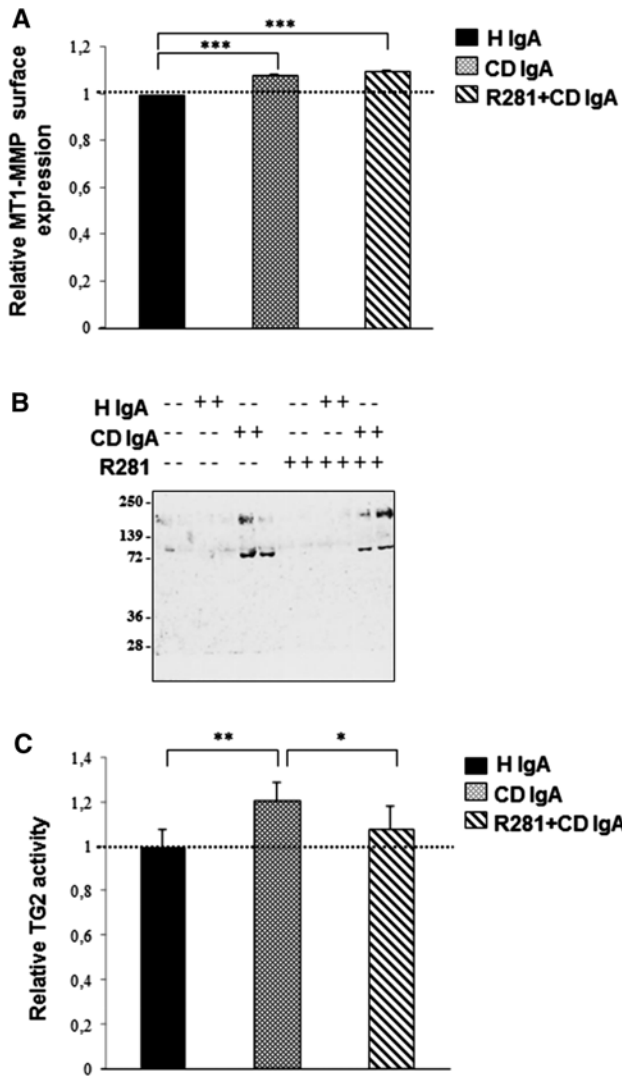 A
Relative MT1-MMP surface
expression
1,2
1
0,8
0,6
0,4
0,2
0
***
***
H IgA
CD IgA
R281+CD IgA
B
H IgA -- ++ -- -- ++ --
CD IgA -- -- ++ -- -- ++
R281 -- -- -- ++ ++ ++
250 -
139 -
72 -
36 -
28 -
C
Relative TG2 activity
1,4
1,2
1
0,8
0,6
0,4
0,2
0
**
*
H IgA
CD IgA
R281+CD IgA